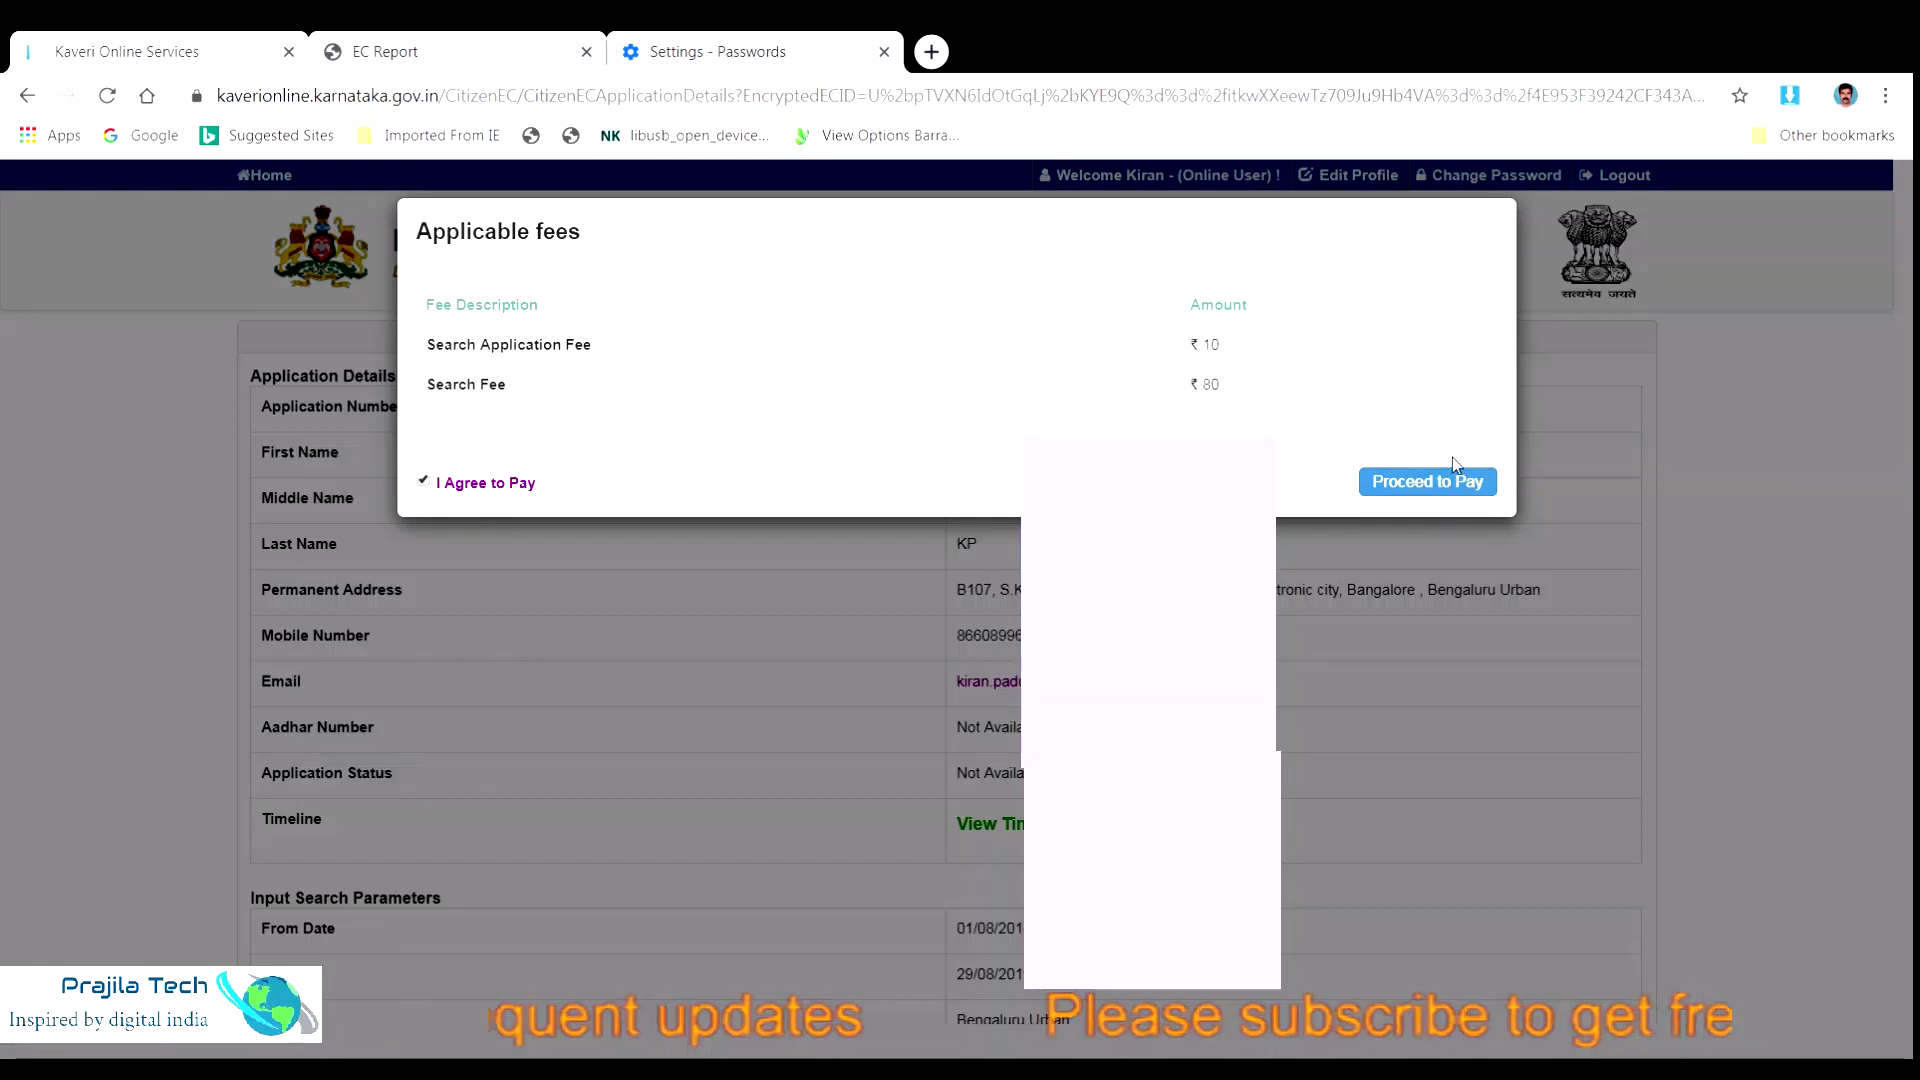 Kaveri Online Services
EC Report
Settings - Passwords
kaverionline.karnataka.gov.in/CitizenEC/CitizenECApplicationDetails?EncryptedECID=U%2bpTVXN6IdOtGqLj%2bKYE9Q%3d%3d%2fitkwXXeewTz709Ju9Hb4VA%3d%3d%2f4E953F39242CF343A...
Apps
Google
Suggested Sites
Imported From IE
NK libusb_open_device...
View Options Barra...
Other bookmarks
Home
Welcome Kiran - (Online User) !
Edit Profile
Change Password
Logout
Applicable fees
Fee Description Amount
Search Application Fee ₹ 10
Search Fee ₹ 80
I Agree to Pay
Proceed to Pay
सत्यमेव जयते
Application Details
Application Numbe
First Name
Middle Name
Last Name KP
Permanent Address B107, S.K tronic city, Bangalore , Bengaluru Urban
Mobile Number 8660899
Email kiran.pad
Aadhar Number Not Availa
Application Status Not Availa
Timeline View Tim
Input Search Parameters
From Date 01/08/201
29/08/201
Bengaluru Urban
Prajila Tech
Inspired by digital india
quent updates Please subscribe to get fre